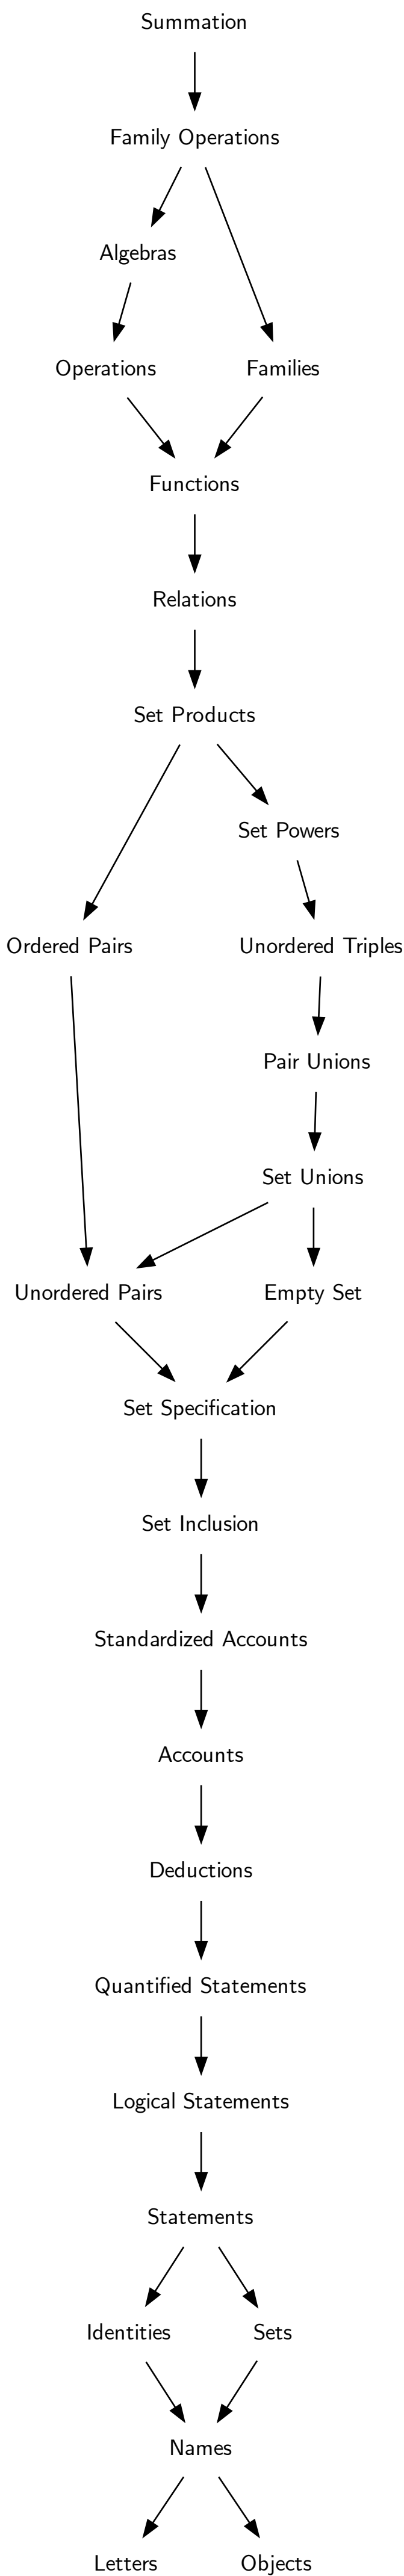 Summation
Family Operations
Algebras
Operations
Families
Functions
Relations
Set Products
Set Powers
Ordered Pairs
Unordered Triples
Pair Unions
Set Unions
Unordered Pairs
Empty Set
Set Specification
Set Inclusion
Standardized Accounts
Accounts
Deductions
Quantified Statements
Logical Statements
Statements
Identities
Sets
Names
Letters
Objects